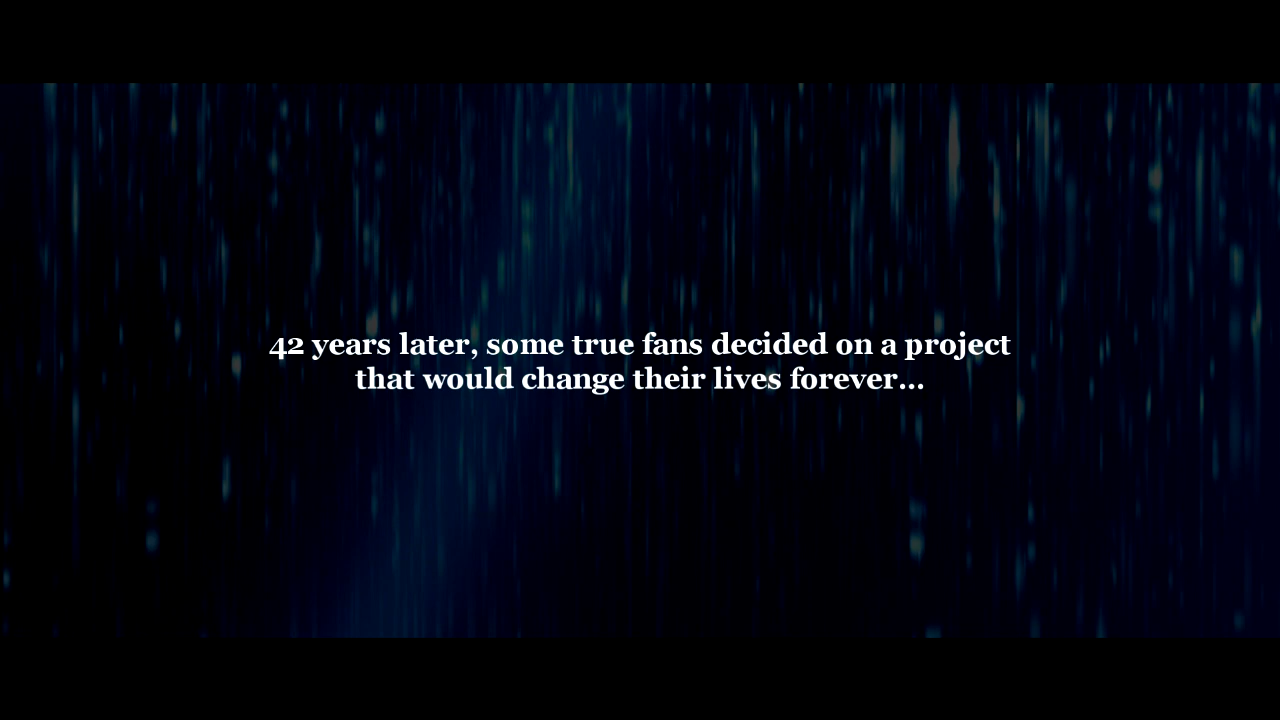 42 years later, some true fans decided on a project
that would change their lives forever...